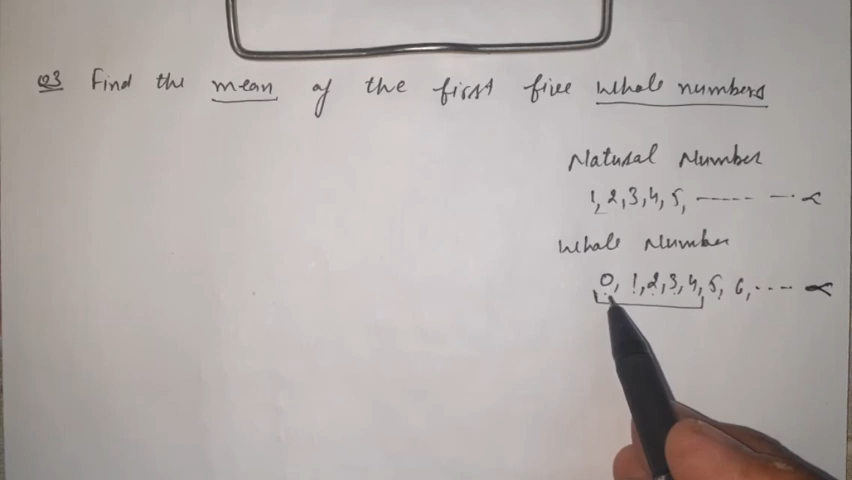 Q3 Find the mean of the first five whole numbers
Natural Number
1, 2, 3, 4, 5, ------ --- ∝
Whole Number
0, 1, 2, 3, 4, 5, 6, ----- ∝